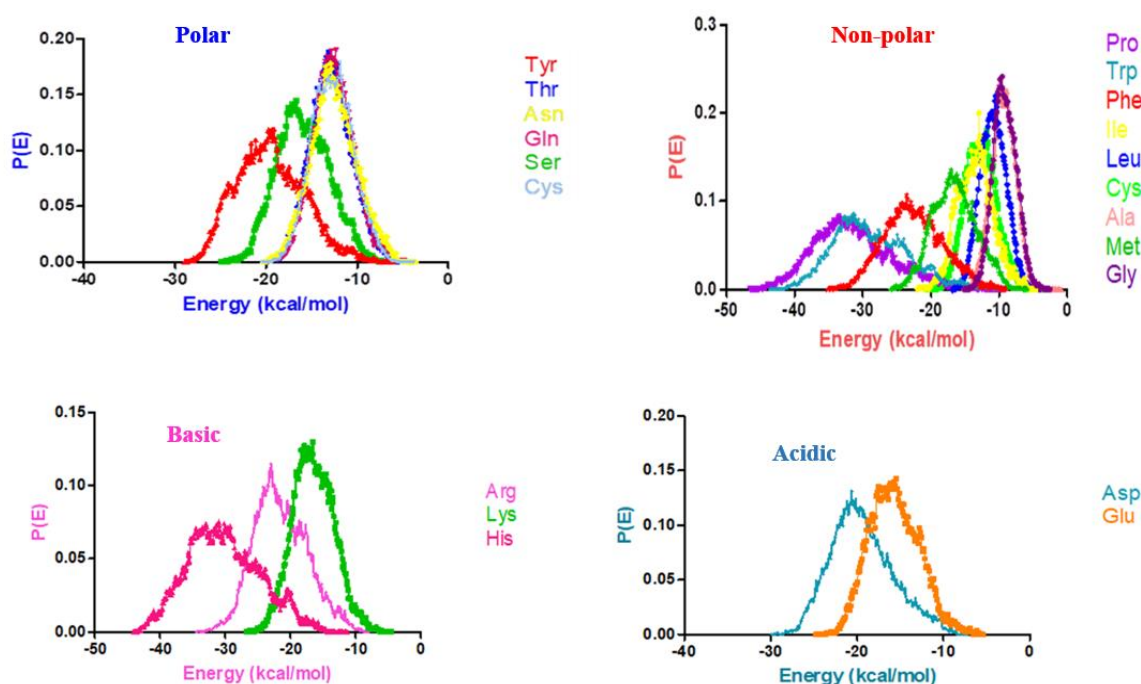 Polar
0.20
0.15
0.10
0.05
0.00
P(E)
-40
-30
-20
-10
0
Energy (kcal/mol)
Tyr
Thr
Asn
Gln
Ser
Cys
Non-polar
0.3
0.2
0.1
0.0
P(E)
-50
-40
-30
-20
-10
0
Energy (kcal/mol)
Pro
Trp
Phe
Ile
Leu
Cys
Ala
Met
Gly
Basic
0.15
0.10
0.05
0.00
P(E)
-50
-40
-30
-20
-10
0
Energy (kcal/mol)
Arg
Lys
His
Acidic
0.20
0.15
0.10
0.05
0.00
P(E)
-40
-30
-20
-10
0
Energy (kcal/mol)
Asp
Glu